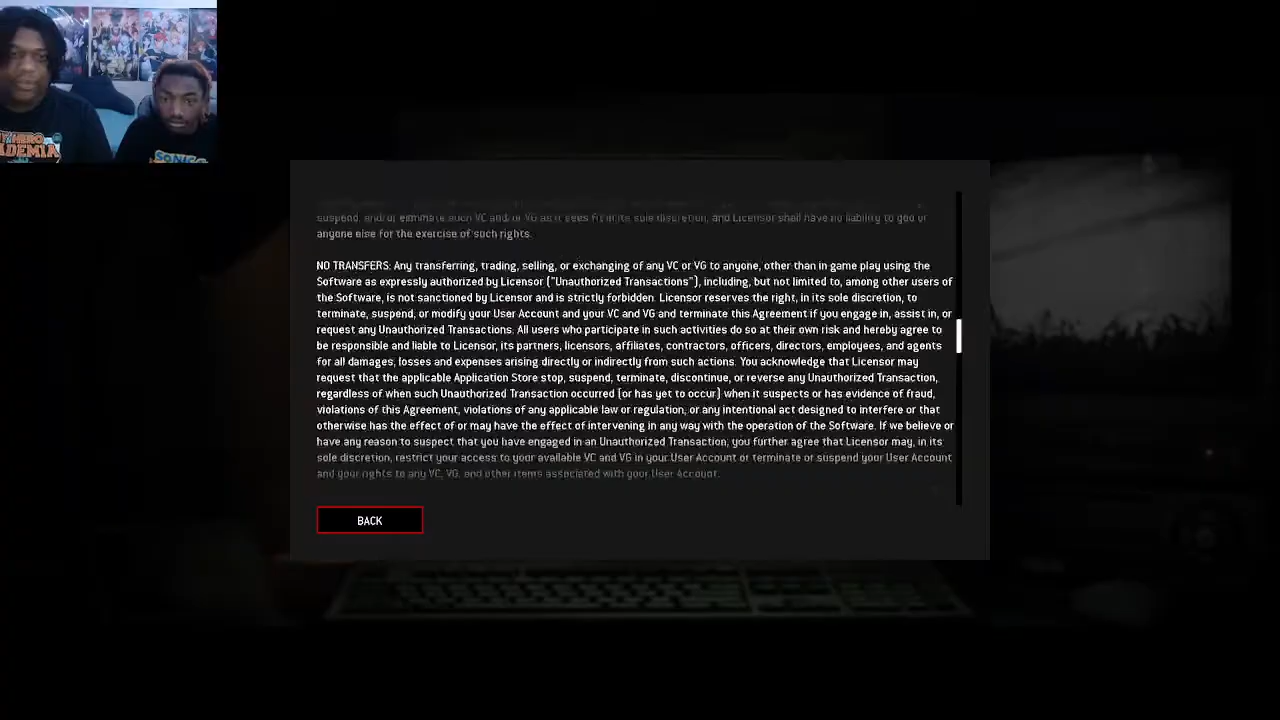 MY HERO
ACADEMIA
SONIC
suspend, and/or eliminate such VC and/or VG as it sees fit in its sole discretion, and Licensor shall have no liability to you or
anyone else for the exercise of such rights.
NO TRANSFERS: Any transferring, trading, selling, or exchanging of any VC or VG to anyone, other than in game play using the
Software as expressly authorized by Licensor ("Unauthorized Transactions"), including, but not limited to, among other users of
the Software, is not sanctioned by Licensor and is strictly forbidden. Licensor reserves the right, in its sole discretion, to
terminate, suspend, or modify your User Account and your VC and VG and terminate this Agreement if you engage in, assist in, or
request any Unauthorized Transactions. All users who participate in such activities do so at their own risk and hereby agree to
be responsible and liable to Licensor, its partners, licensors, affiliates, contractors, officers, directors, employees, and agents
for all damages, losses and expenses arising directly or indirectly from such actions. You acknowledge that Licensor may
request that the applicable Application Store stop, suspend, terminate, discontinue, or reverse any Unauthorized Transaction,
regardless of when such Unauthorized Transaction occurred (or has yet to occur) when it suspects or has evidence of fraud,
violations of this Agreement, violations of any applicable law or regulation, or any intentional act designed to interfere or that
otherwise has the effect of or may have the effect of intervening in any way with the operation of the Software. If we believe or
have any reason to suspect that you have engaged in an Unauthorized Transaction, you further agree that Licensor may, in its
sole discretion, restrict your access to your available VC and VG in your User Account or terminate or suspend your User Account
and your rights to any VC, VG, and other items associated with your User Account.
BACK